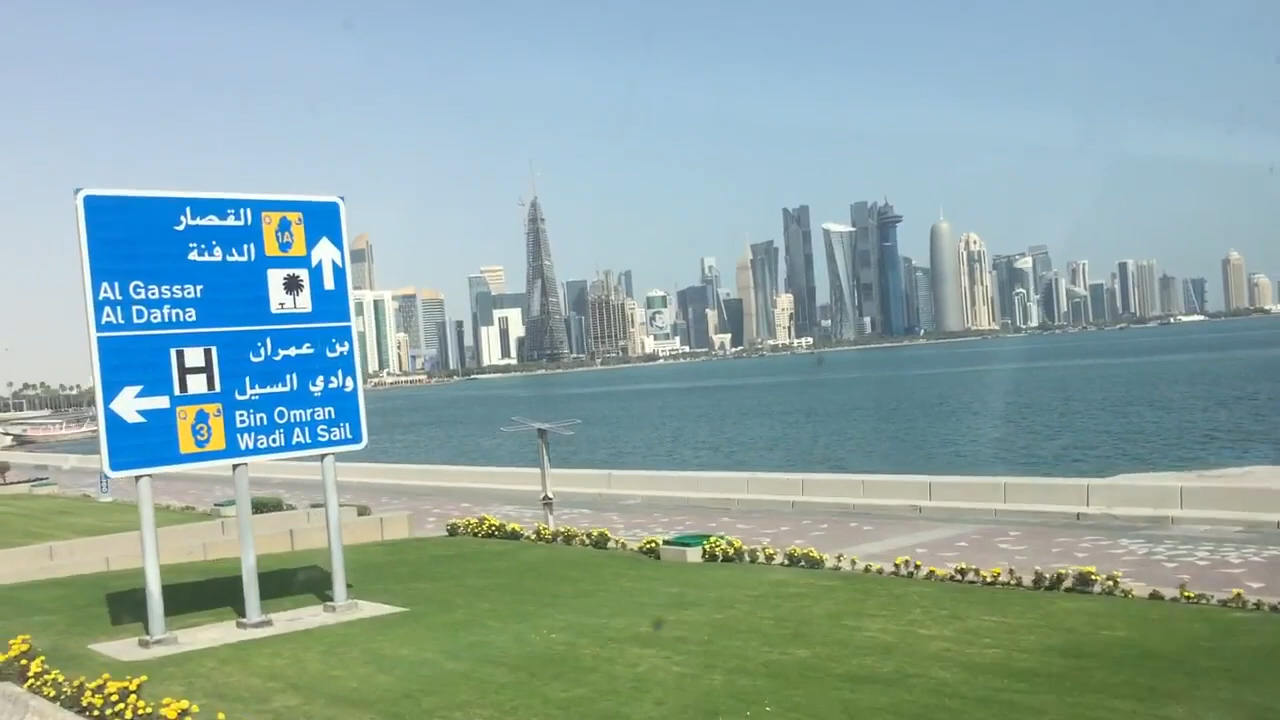 القصار
الدفنة
1A
Al Gassar
Al Dafna
H
بن عمران
وادي السيل
3
Bin Omran
Wadi Al Sail